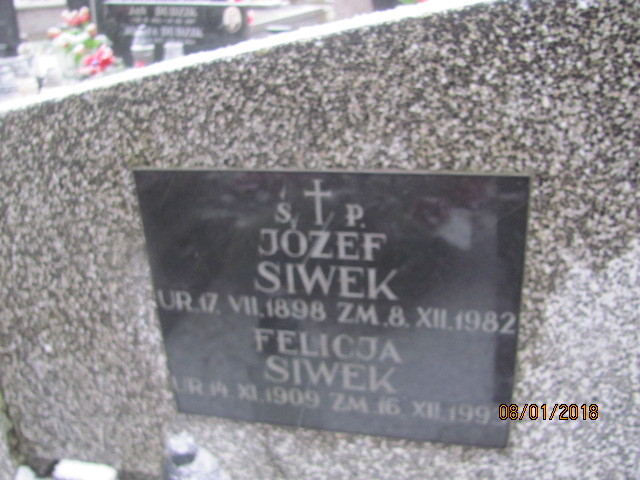 Ś. P.
JÓZEF
SIWEK
UR.17. VII.1898 ZM.8. XII.1982
FELICJA
SIWEK
UR 14. XI.1909 ZM.16. XII.
08/01/2018